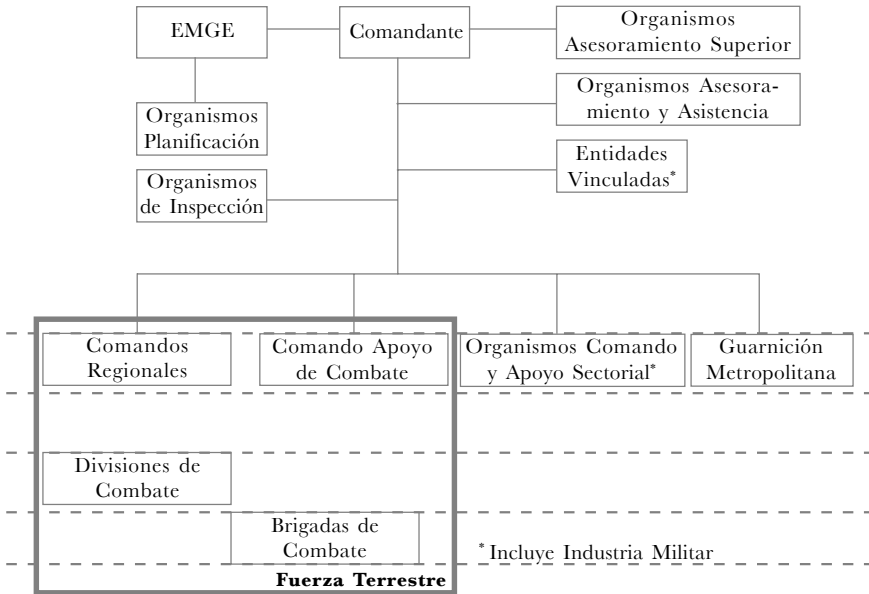 EMGE
Comandante
Organismos
Asesoramiento Superior
Organismos Asesora-
miento y Asistencia
Organismos
Planificación
Entidades
Vinculadas*
Organismos
de Inspección
Comandos
Regionales
Comando Apoyo
de Combate
Organismos Comando
y Apoyo Sectorial*
Guarnición
Metropolitana
Divisiones de
Combate
Brigadas de
Combate
* Incluye Industria Militar
Fuerza Terrestre